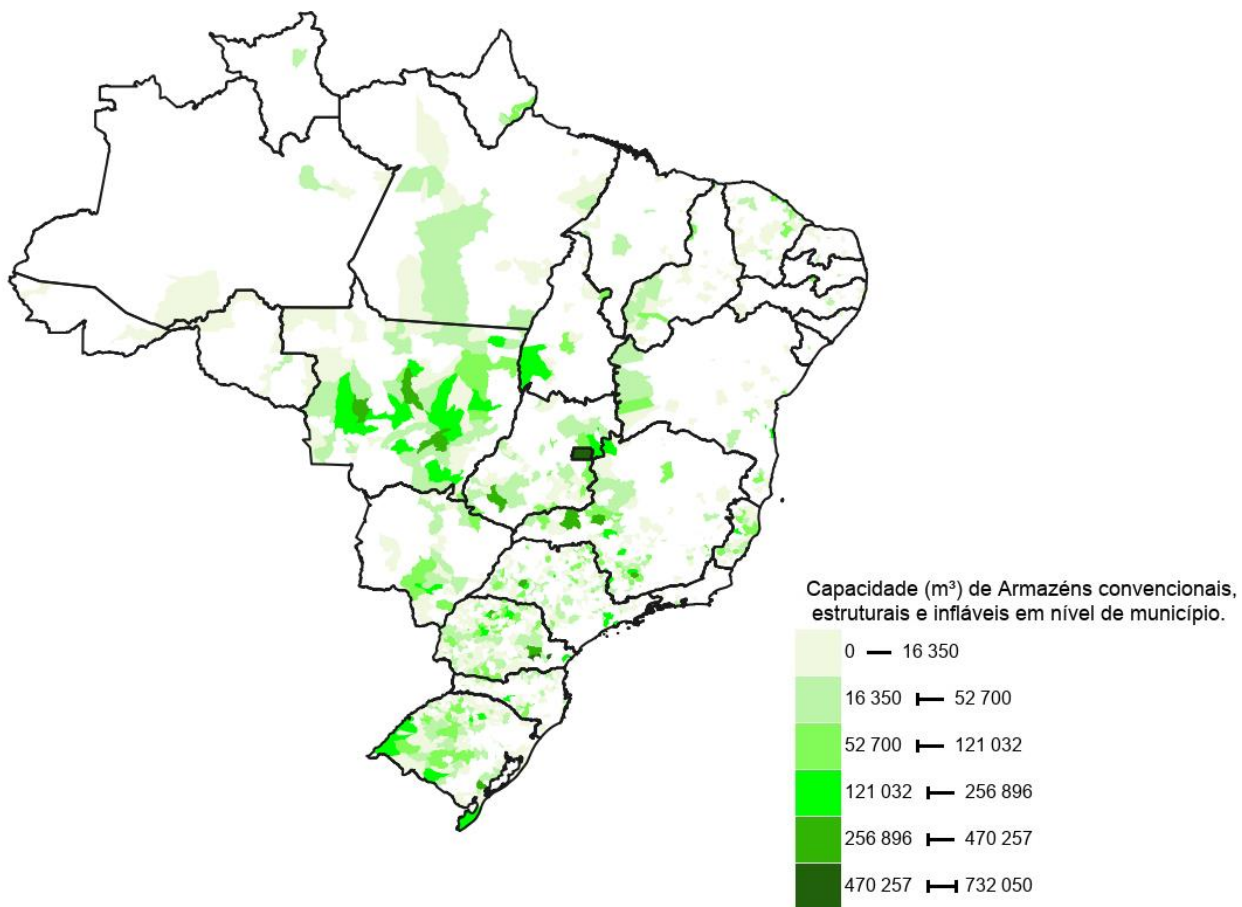 Capacidade (m³) de Armazéns convencionais,
estruturais e infláveis em nível de município.
0 — 16 350
16 350 ⊢ 52 700
52 700 ⊢ 121 032
121 032 ⊢ 256 896
256 896 ⊢ 470 257
470 257 ⊢⊣ 732 050